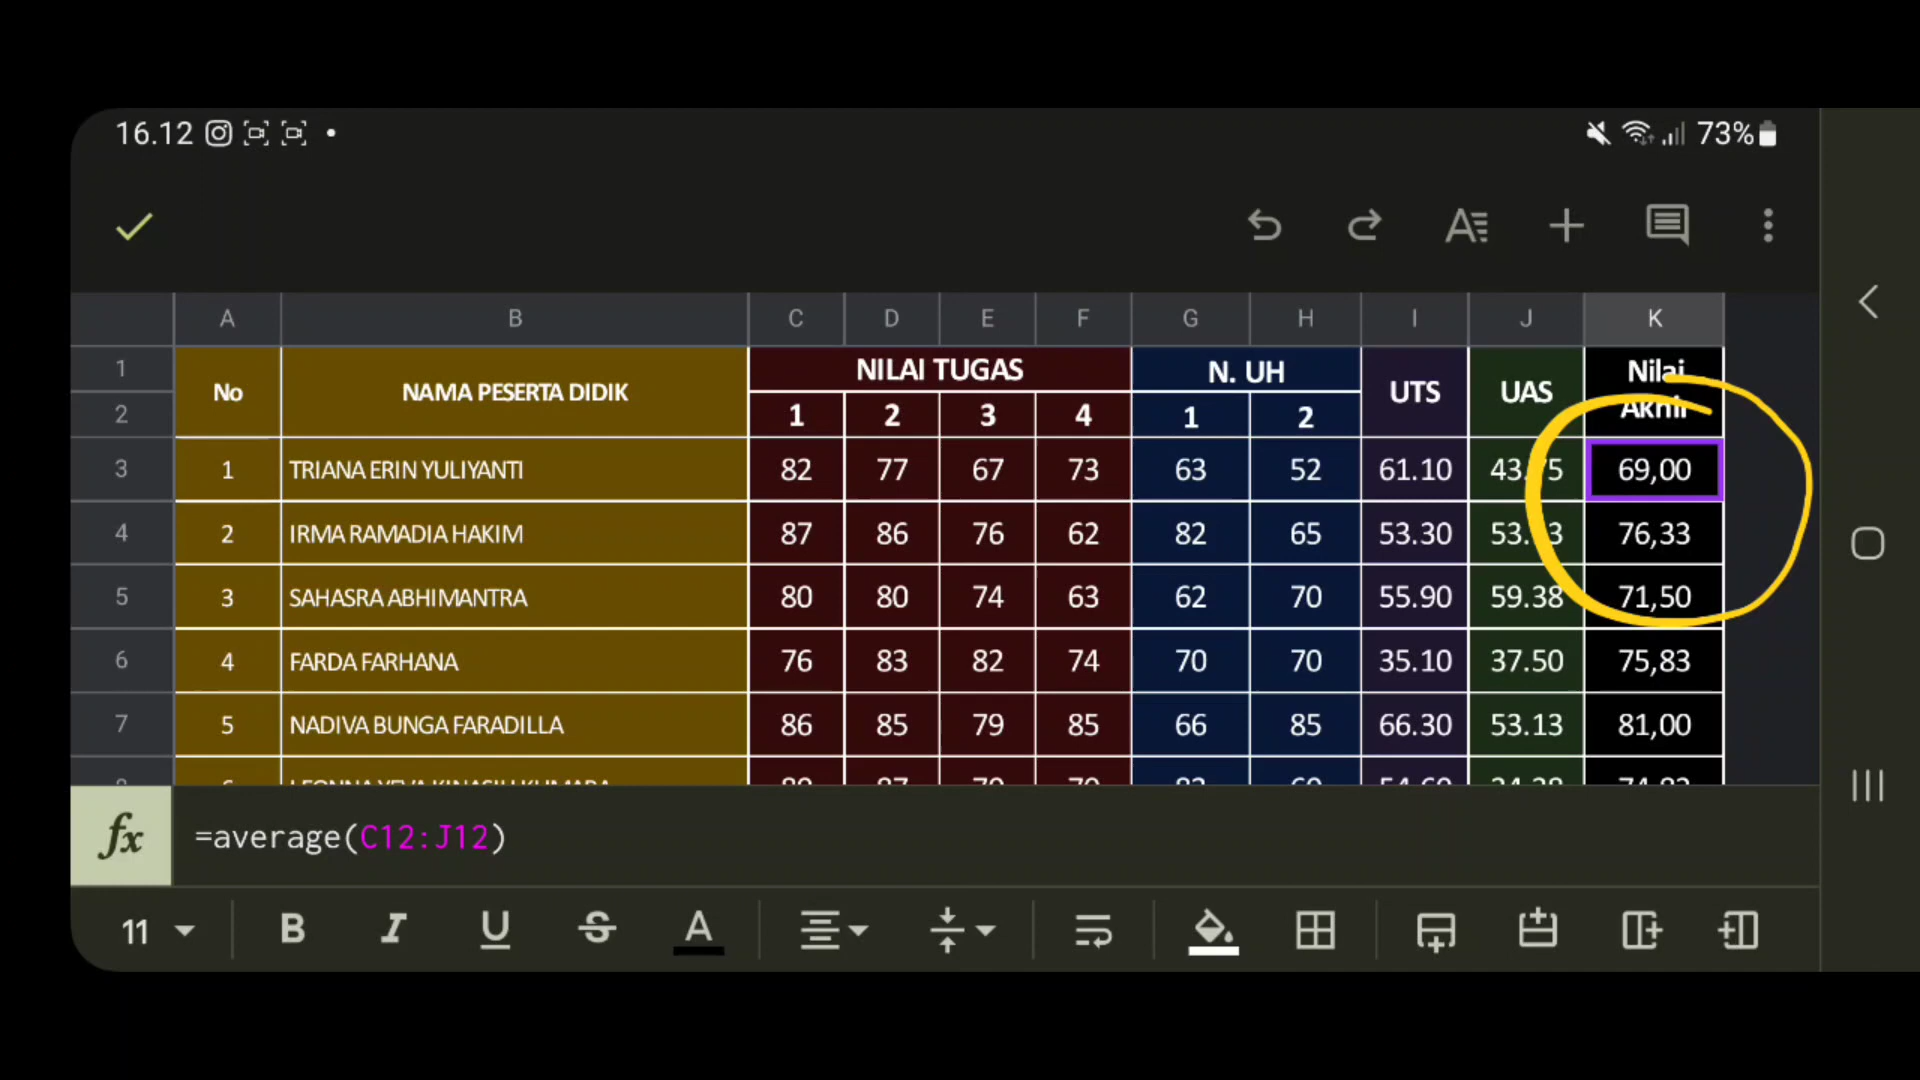 16.12 73%
A B C D E F G H I J K
1 No NAMA PESERTA DIDIK NILAI TUGAS N. UH UTS UAS Nilai
2 1 2 3 4 1 2 Akhir
3 1 TRIANA ERIN YULIYANTI 82 77 67 73 63 52 61.10 43.75 69,00
4 2 IRMA RAMADIA HAKIM 87 86 76 62 82 65 53.30 53.13 76,33
5 3 SAHASRA ABHIMANTRA 80 80 74 63 62 70 55.90 59.38 71,50
6 4 FARDA FARHANA 76 83 82 74 70 70 35.10 37.50 75,83
7 5 NADIVA BUNGA FARADILLA 86 85 79 85 66 85 66.30 53.13 81,00
fx =average(C12:J12)
11 B I U S A